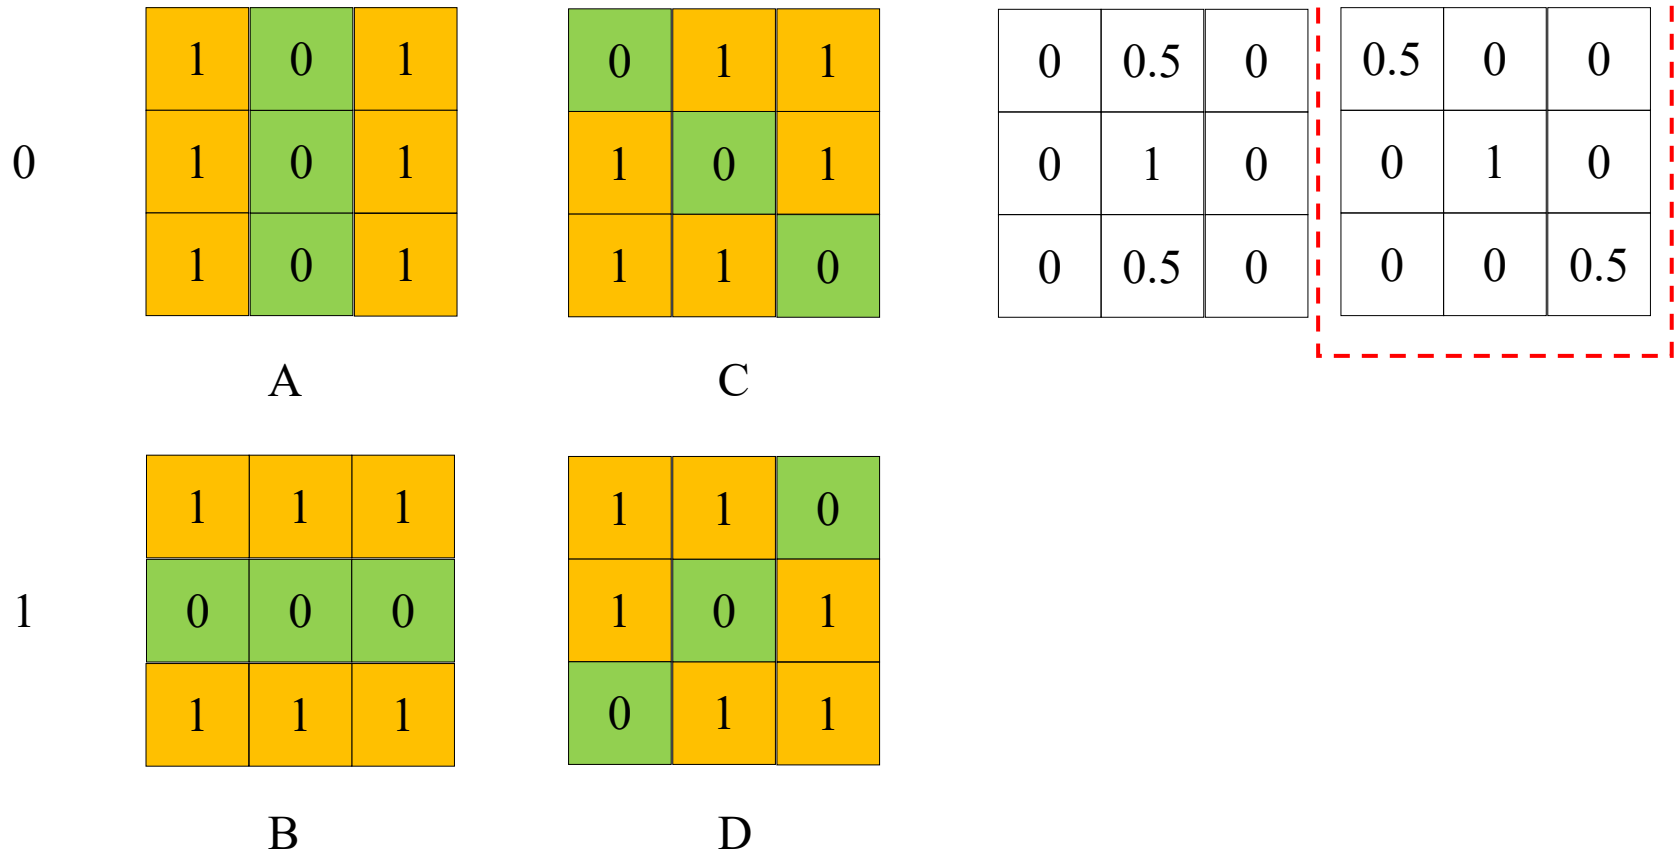 1 0 1 0 1 1 0 0.5 0 0.5 0 0
0 1 0 1 1 0 1 0 1 0 0 1 0
1 0 1 1 1 0 0 0.5 0 0 0 0.5
A C
1 1 1 1 1 0
1 0 0 0 1 0 1
1 1 1 0 1 1
B D